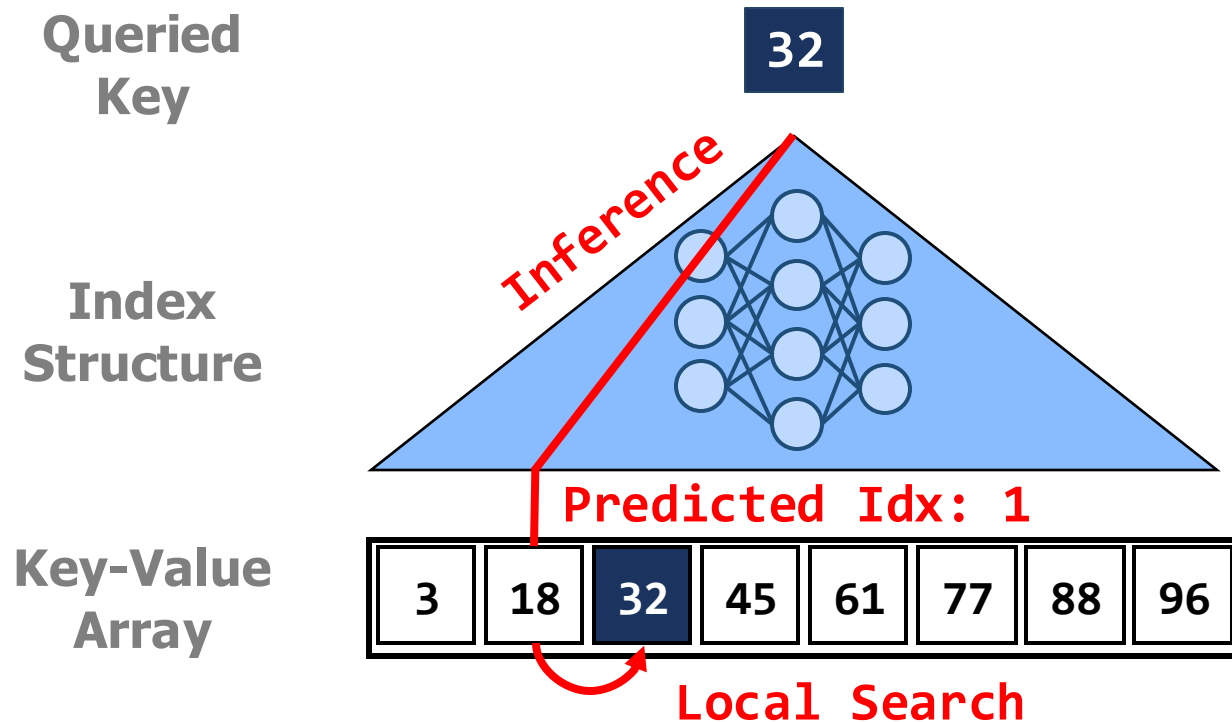 Queried
Key
32
Inference
Index
Structure
Predicted Idx: 1
Key-Value
Array
3 18 32 45 61 77 88 96
Local Search